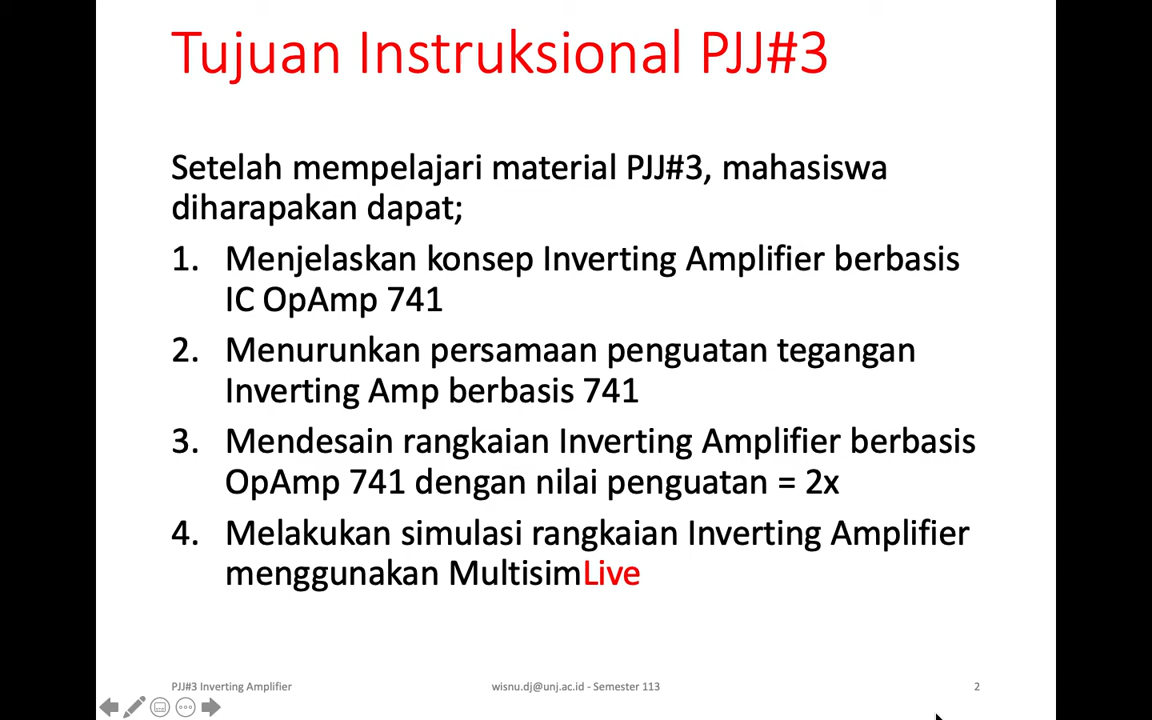 Tujuan Instruksional PJJ#3
Setelah mempelajari material PJJ#3, mahasiswa
diharapakan dapat;
1. Menjelaskan konsep Inverting Amplifier berbasis
IC OpAmp 741
2. Menurunkan persamaan penguatan tegangan
Inverting Amp berbasis 741
3. Mendesain rangkaian Inverting Amplifier berbasis
OpAmp 741 dengan nilai penguatan = 2x
4. Melakukan simulasi rangkaian Inverting Amplifier
menggunakan MultisimLive
PJJ#3 Inverting Amplifier wisnu.dj@unj.ac.id - Semester 113 2